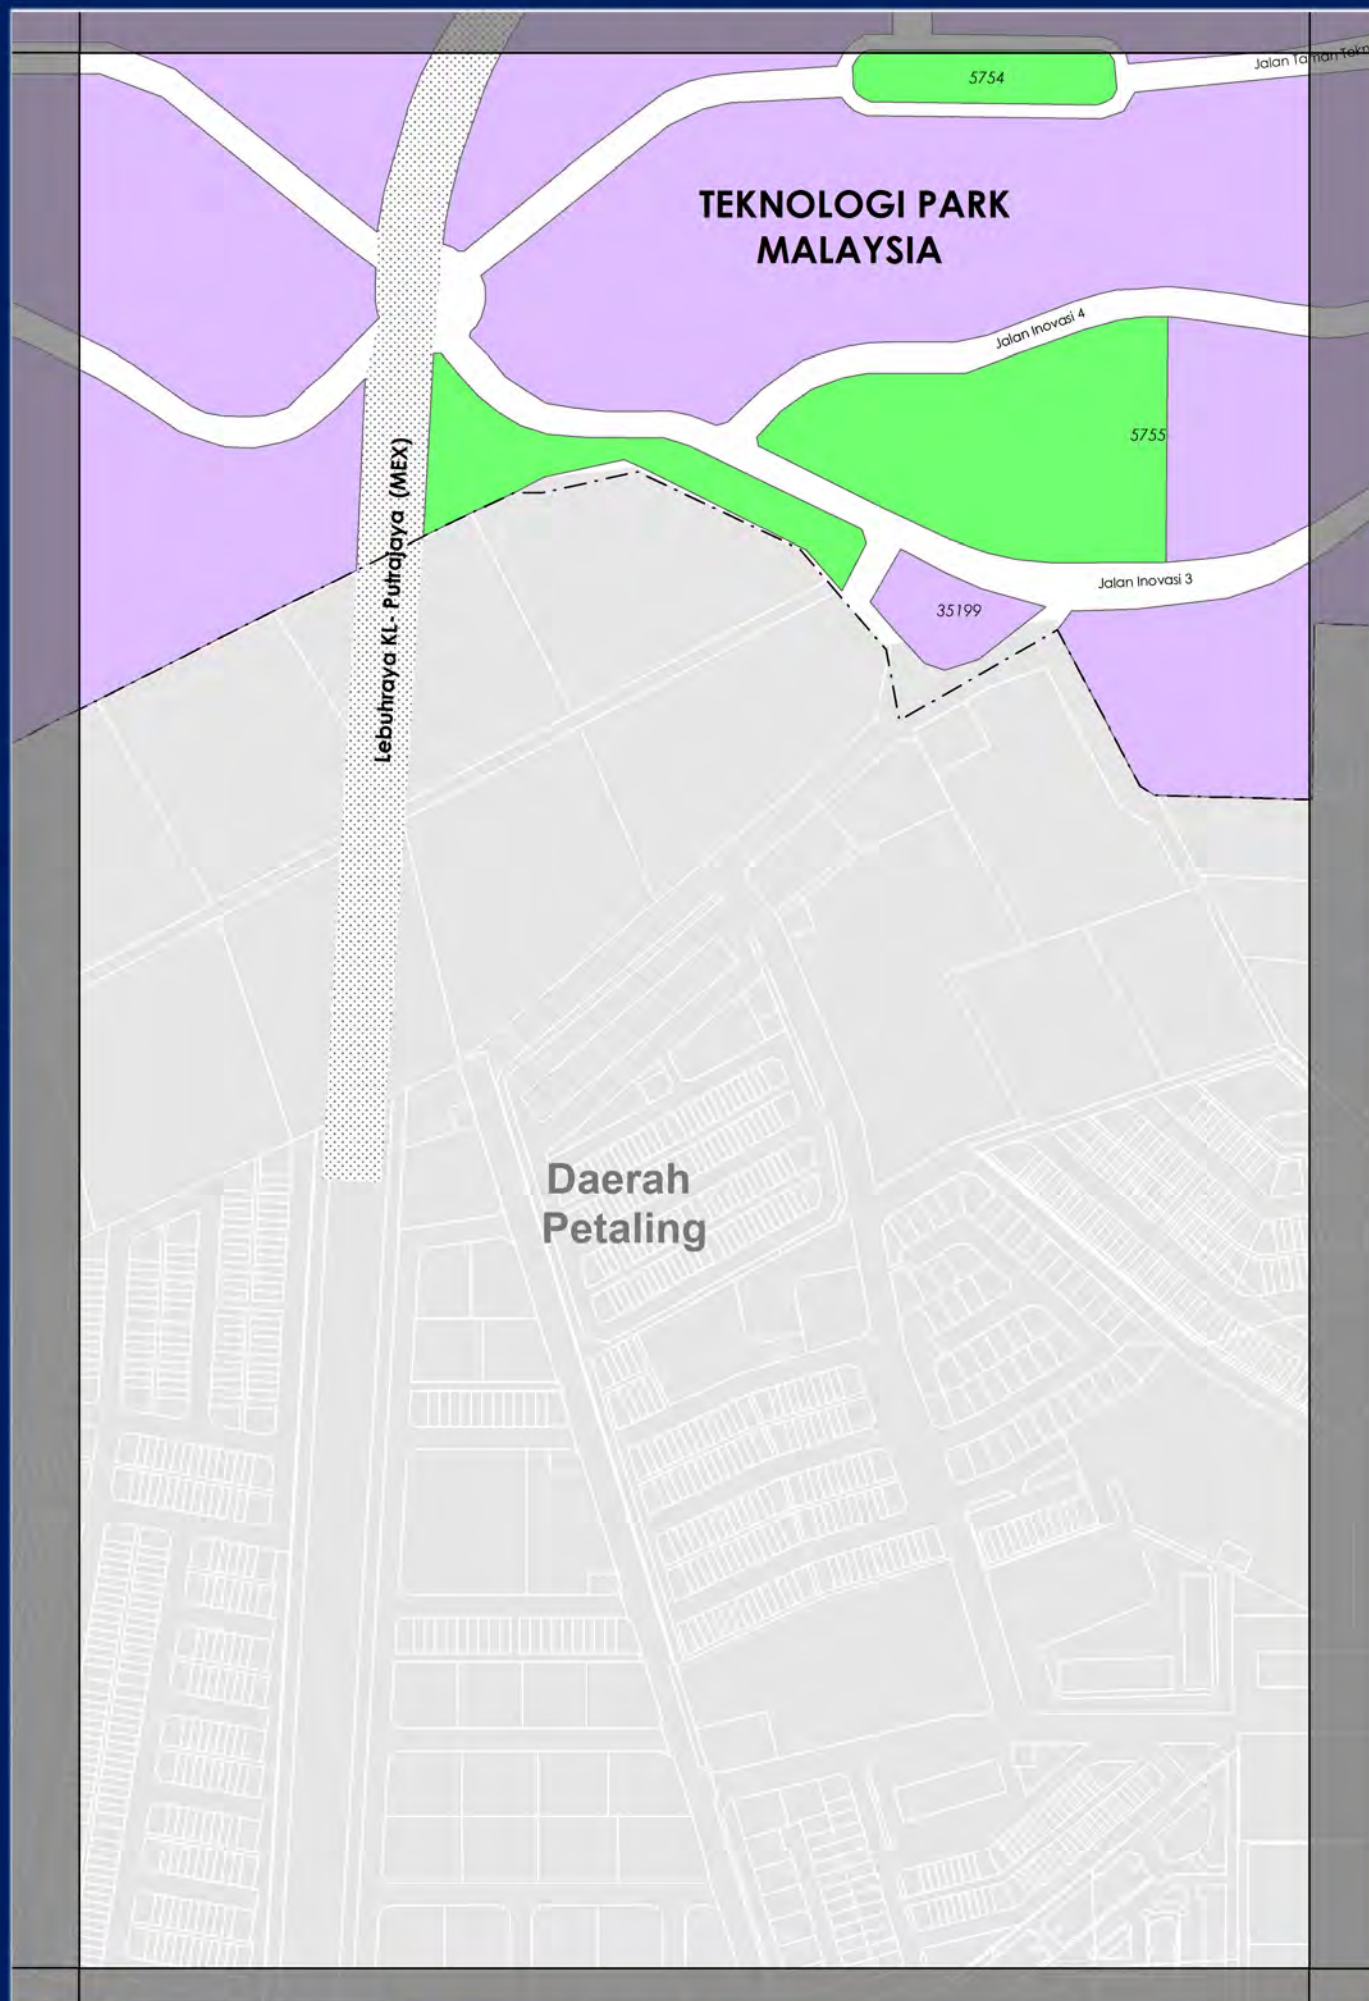 5754
Jalan Taman Tekn
TEKNOLOGI PARK
MALAYSIA
Jalan Inovasi 4
5755
Lebuhraya KL- Putrajaya (MEX)
Jalan Inovasi 3
35199
Daerah
Petaling